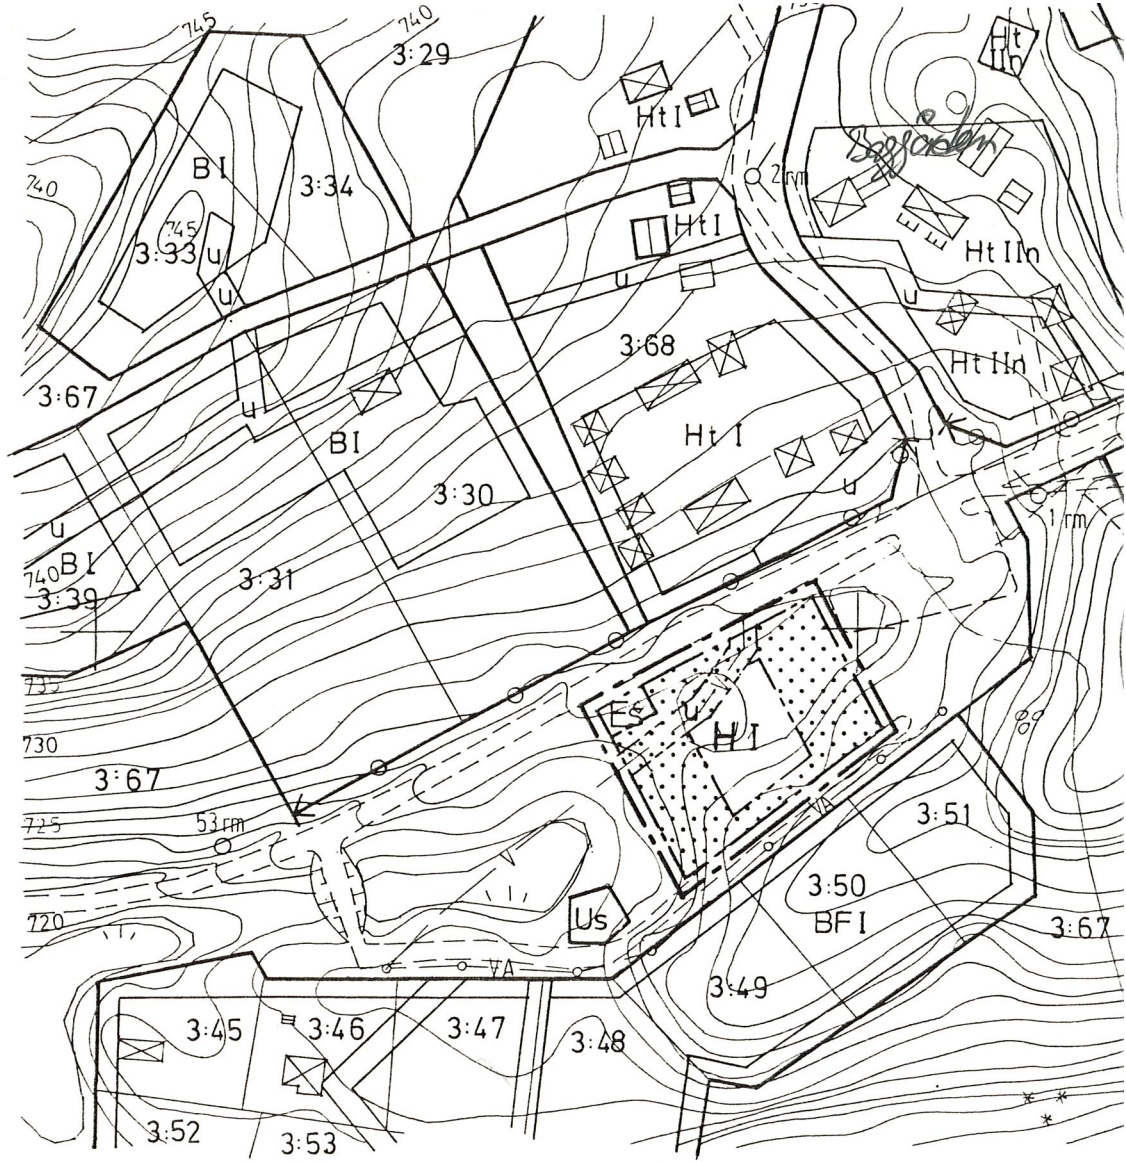 745
740
3:29
Ht
IIn
Ht I
B I
3:34
2 rm
740
745
3:33
u
Ht I
Ht IIn
u
u
u
3:68
Ht IIn
3:67
u
B I
Ht I
3:30
u
1 rm
u
B I
740
3:39
3:31
735
Es
u
H I
730
3:67
725
53 rm
VA
3:51
3:50
B F I
720
Us
3:67
VA
3:49
3:45
3:46
3:47
3:48
3:52
3:53